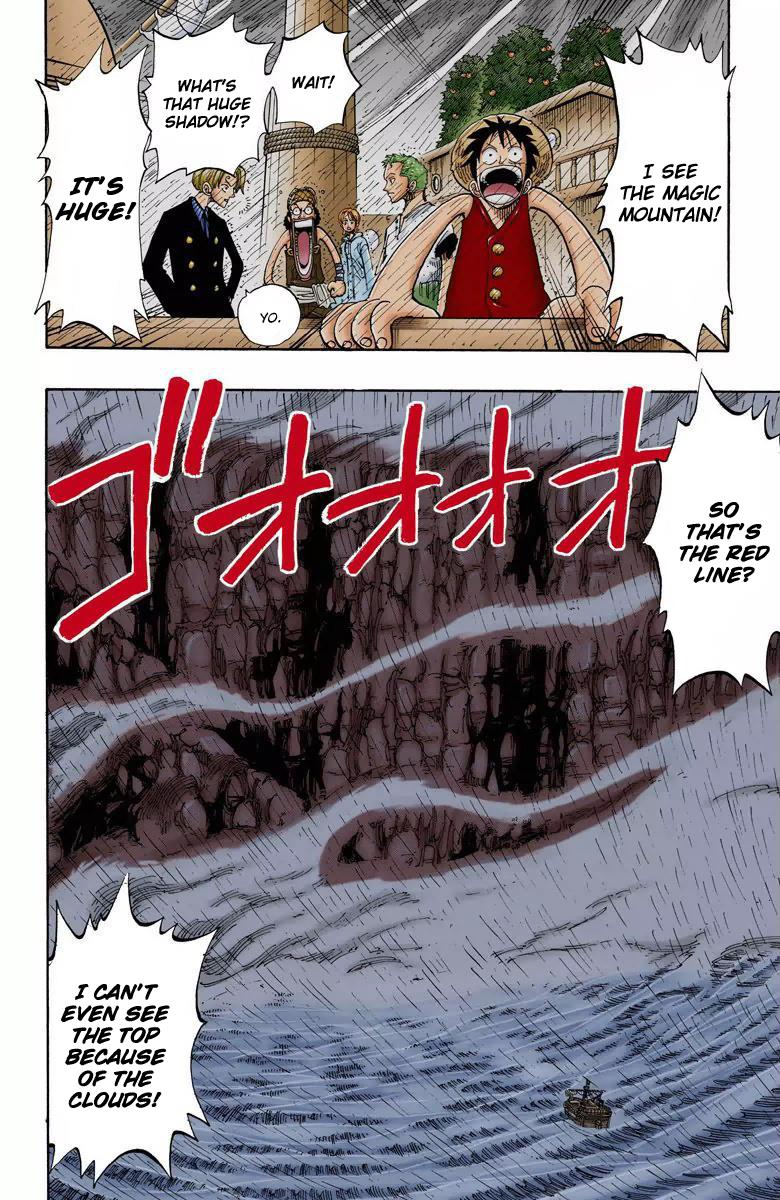 I SEE
THE MAGIC
MOUNTAIN!
WAIT!
WHAT'S
THAT HUGE
SHADOW!?
YO.
IT'S
HUGE!
SO
THAT'S
THE RED
LINE?
ゴオオオオ
I CAN'T
EVEN SEE
THE TOP
BECAUSE
OF THE
CLOUDS!